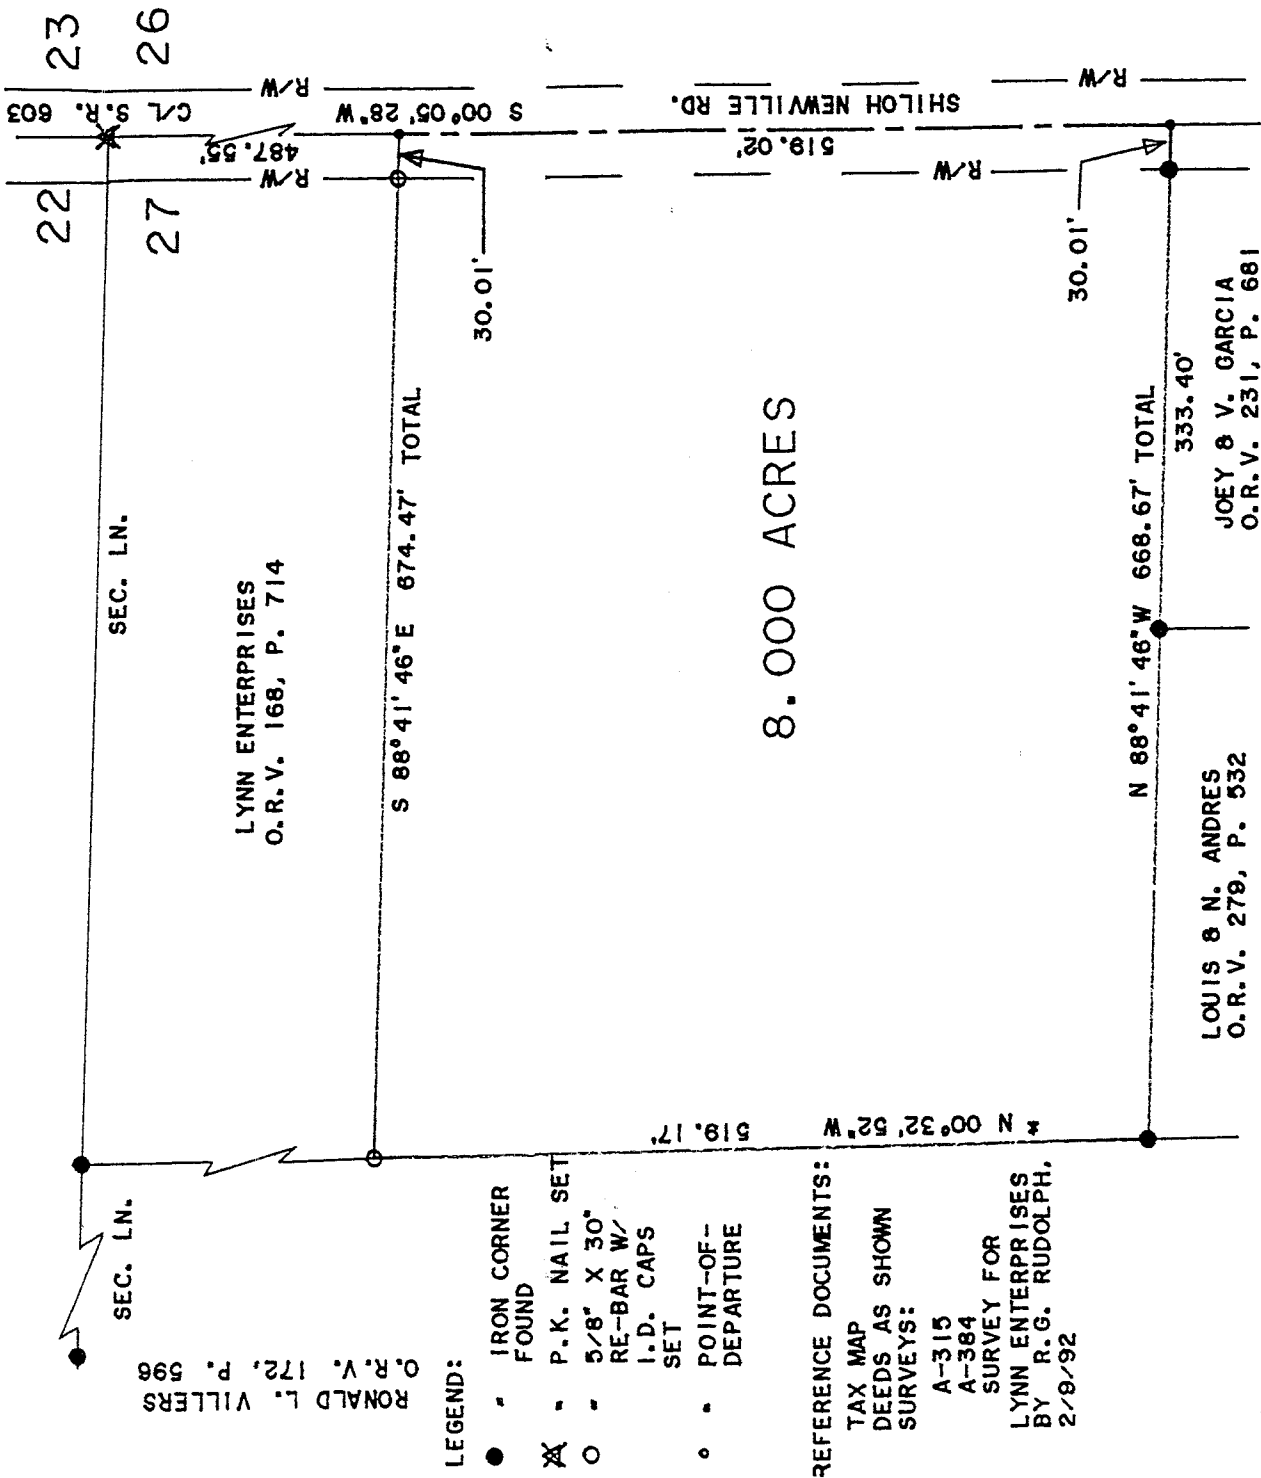 22
23
27
26
C/L S.R. 603
R/W
R/W
487.55'
S 00°05'28"W
SHILOH NEWVILLE RD.
519.02'
R/W
R/W
30.01'
30.01'
SEC. LN.
LYNN ENTERPRISES
O.R.V. 168, P. 714
S 88°41'46"E 674.47' TOTAL
8.000 ACRES
N 88°41'46"W 668.67' TOTAL
333.40'
JOEY & V. GARCIA
O.R.V. 231, P. 681
LOUIS & N. ANDRES
O.R.V. 279, P. 532
* N 00°32'52"W
519.17'
SEC. LN.
RONALD L. VILLERS
O.R.V. 172, P. 596
LEGEND:
● = IRON CORNER
FOUND
= P.K. NAIL SET
○ = 5/8" X 30"
RE-BAR W/
I.D. CAPS
SET
∘ = POINT-OF-
DEPARTURE
REFERENCE DOCUMENTS:
TAX MAP
DEEDS AS SHOWN
SURVEYS:
A-315
A-384
SURVEY FOR
LYNN ENTERPRISES
BY R.G. RUDOLPH,
2/9/92